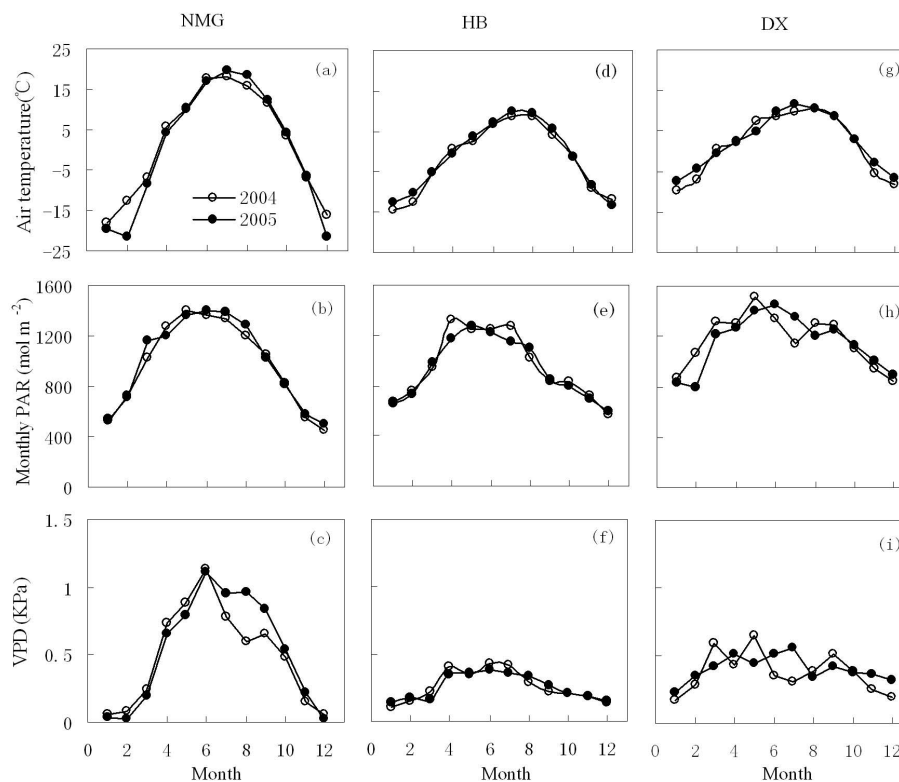 NMG HB DX
25
15
5
-5
-15
-25
Air temperature(℃)
(a)
2004
2005
(d)
(g)
1600
1200
800
400
0
Monthly PAR (mol m⁻²)
(b)
(e)
(h)
1.5
1
0.5
0
VPD (KPa)
(c)
(f)
(i)
0 2 4 6 8 10 12 0 2 4 6 8 10 12 0 2 4 6 8 10 12
Month Month Month